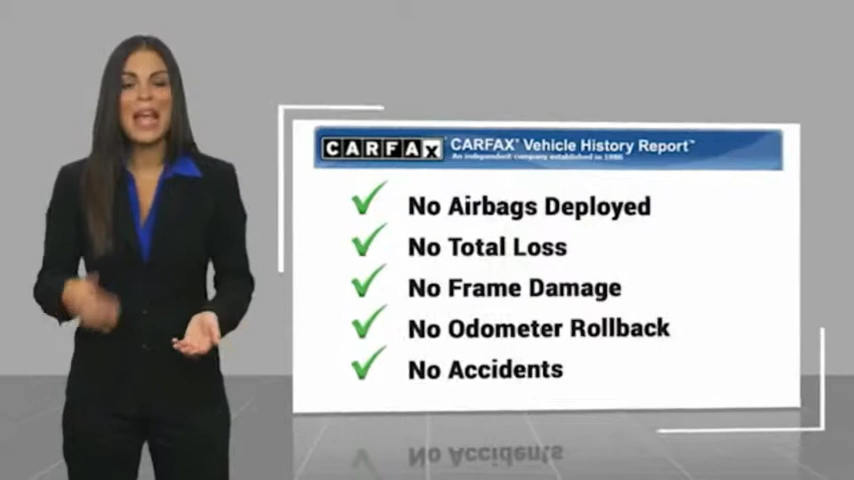 CARFAX CARFAX™ Vehicle History Report™
An independent company established in 1986
No Airbags Deployed
No Total Loss
No Frame Damage
No Odometer Rollback
No Accidents
No Accidents